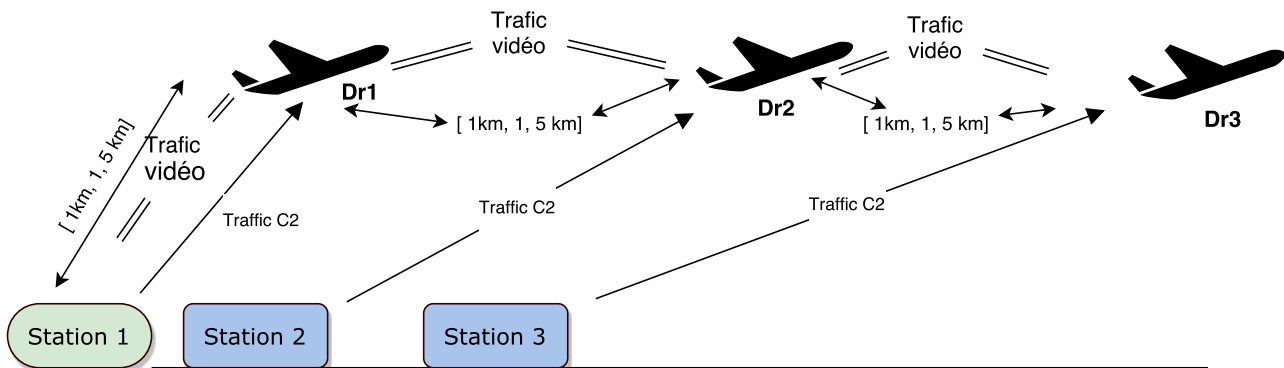 Trafic
vidéo
Trafic
vidéo
Dr1
Dr2
Dr3
[ 1km, 1, 5 km]
[ 1km, 1, 5 km]
[ 1km, 1, 5 km]
Trafic
vidéo
Traffic C2
Traffic C2
Traffic C2
Station 1
Station 2
Station 3